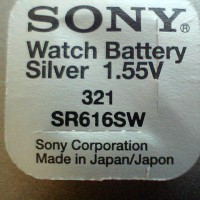 SONY®
Watch Battery
Silver 1.55V
321
SR616SW
Sony Corporation
Made in Japan/Japon